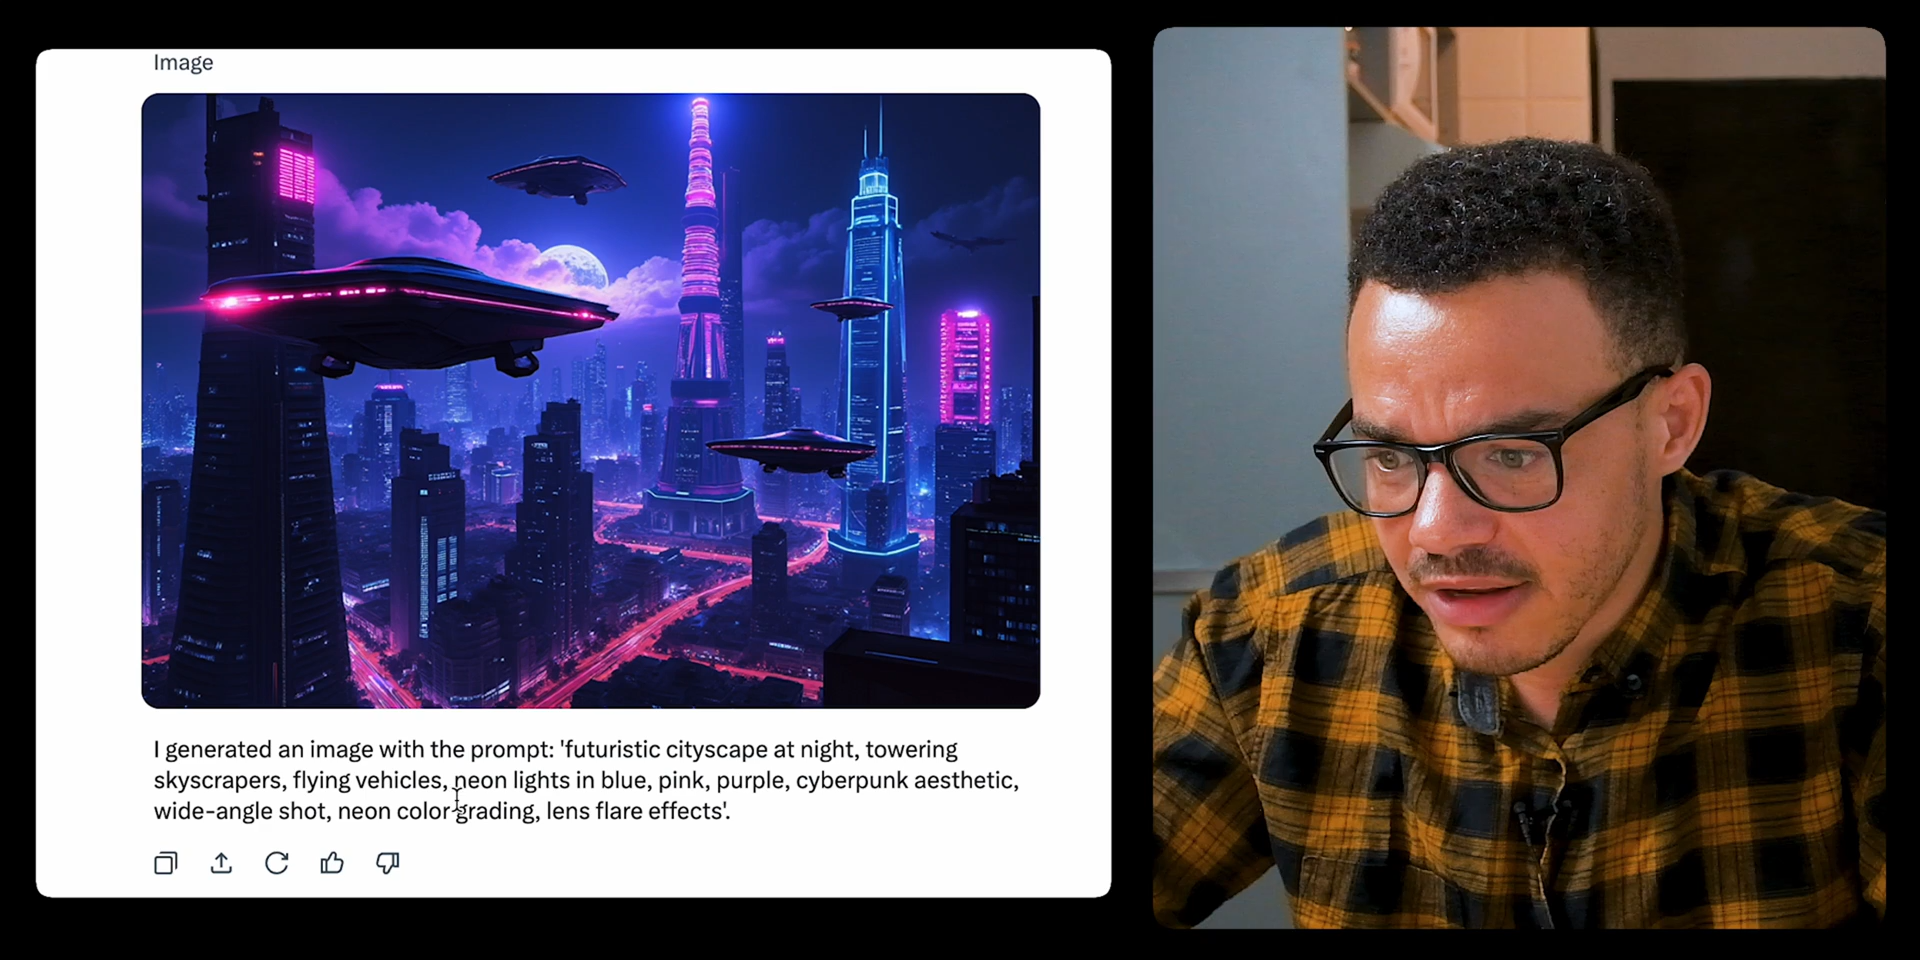 Image
I generated an image with the prompt: 'futuristic cityscape at night, towering
skyscrapers, flying vehicles, neon lights in blue, pink, purple, cyberpunk aesthetic,
wide-angle shot, neon color grading, lens flare effects'.